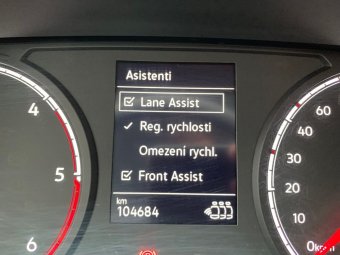 Asistenti
Lane Assist
Reg. rychlosti
Omezení rychl.
Front Assist
km
104684
4
5
6
60
40
30
20
10
0km/h